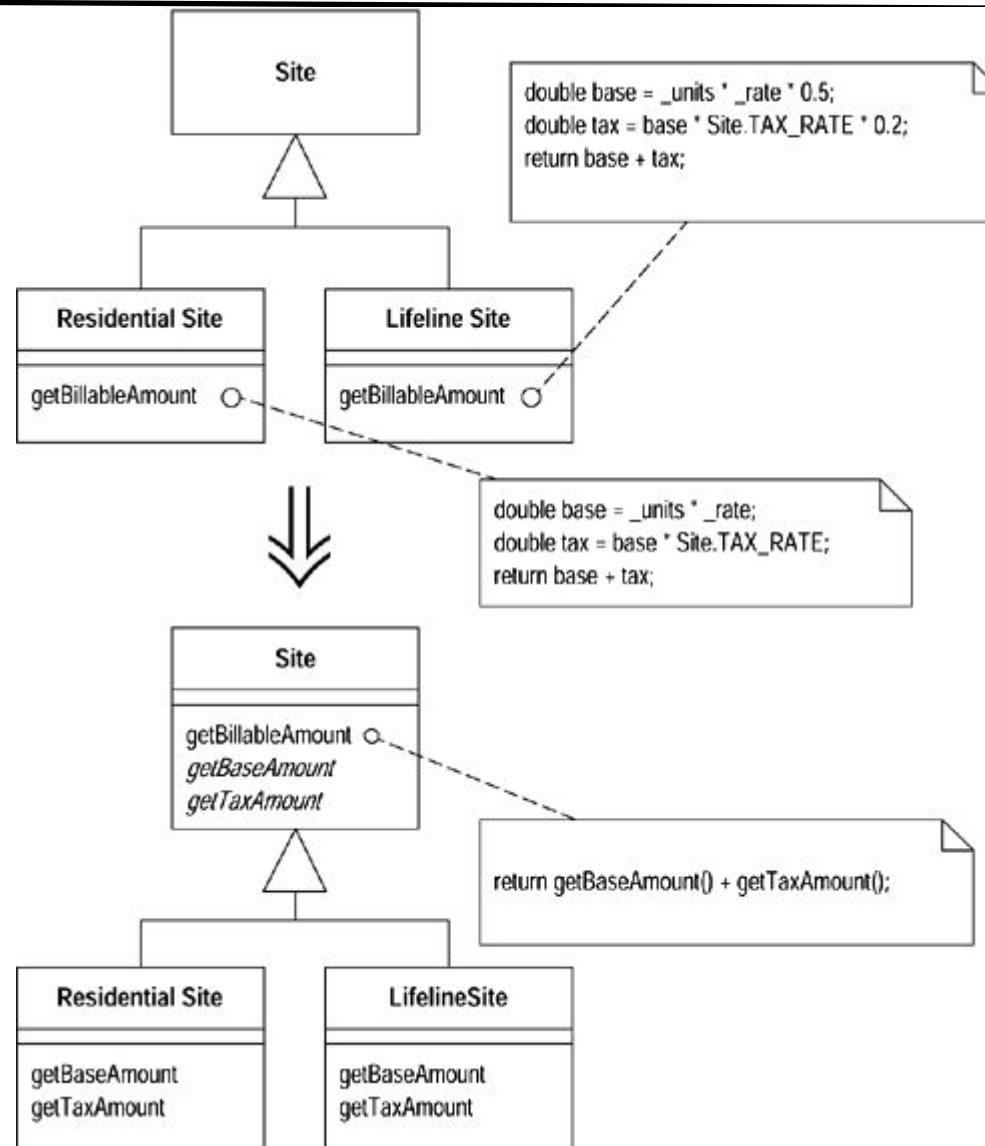 Site
double base = _units * _rate * 0.5;
double tax = base * Site.TAX_RATE * 0.2;
return base + tax;
Residential Site
getBillableAmount
Lifeline Site
getBillableAmount
double base = _units * _rate;
double tax = base * Site.TAX_RATE;
return base + tax;
Site
getBillableAmount
getBaseAmount
getTaxAmount
return getBaseAmount() + getTaxAmount();
Residential Site
getBaseAmount
getTaxAmount
LifelineSite
getBaseAmount
getTaxAmount